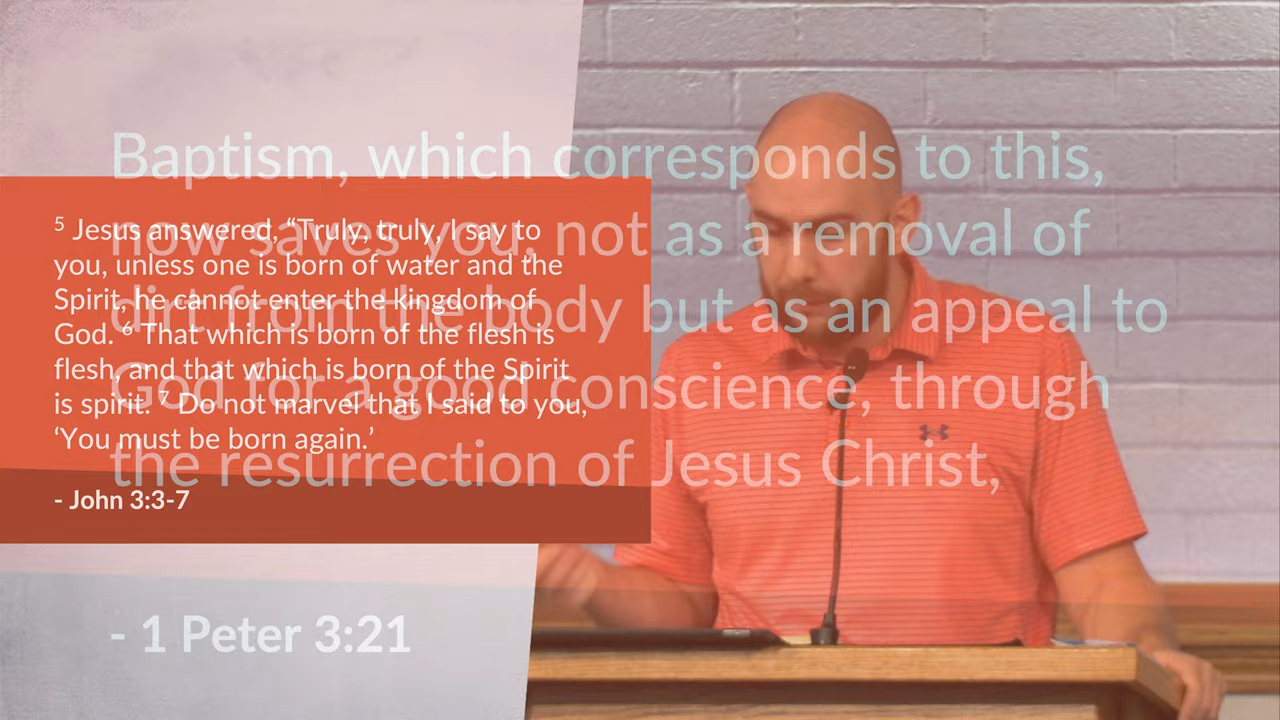 Baptism, which corresponds to this,
now saves you, not as a removal of
dirt from the body but as an appeal to
God for a good conscience, through
the resurrection of Jesus Christ,
- 1 Peter 3:21
5 Jesus answered, “Truly, truly, I say to
you, unless one is born of water and the
Spirit, he cannot enter the kingdom of
God. 6 That which is born of the flesh is
flesh, and that which is born of the Spirit
is spirit. 7 Do not marvel that I said to you,
‘You must be born again.’
- John 3:3-7